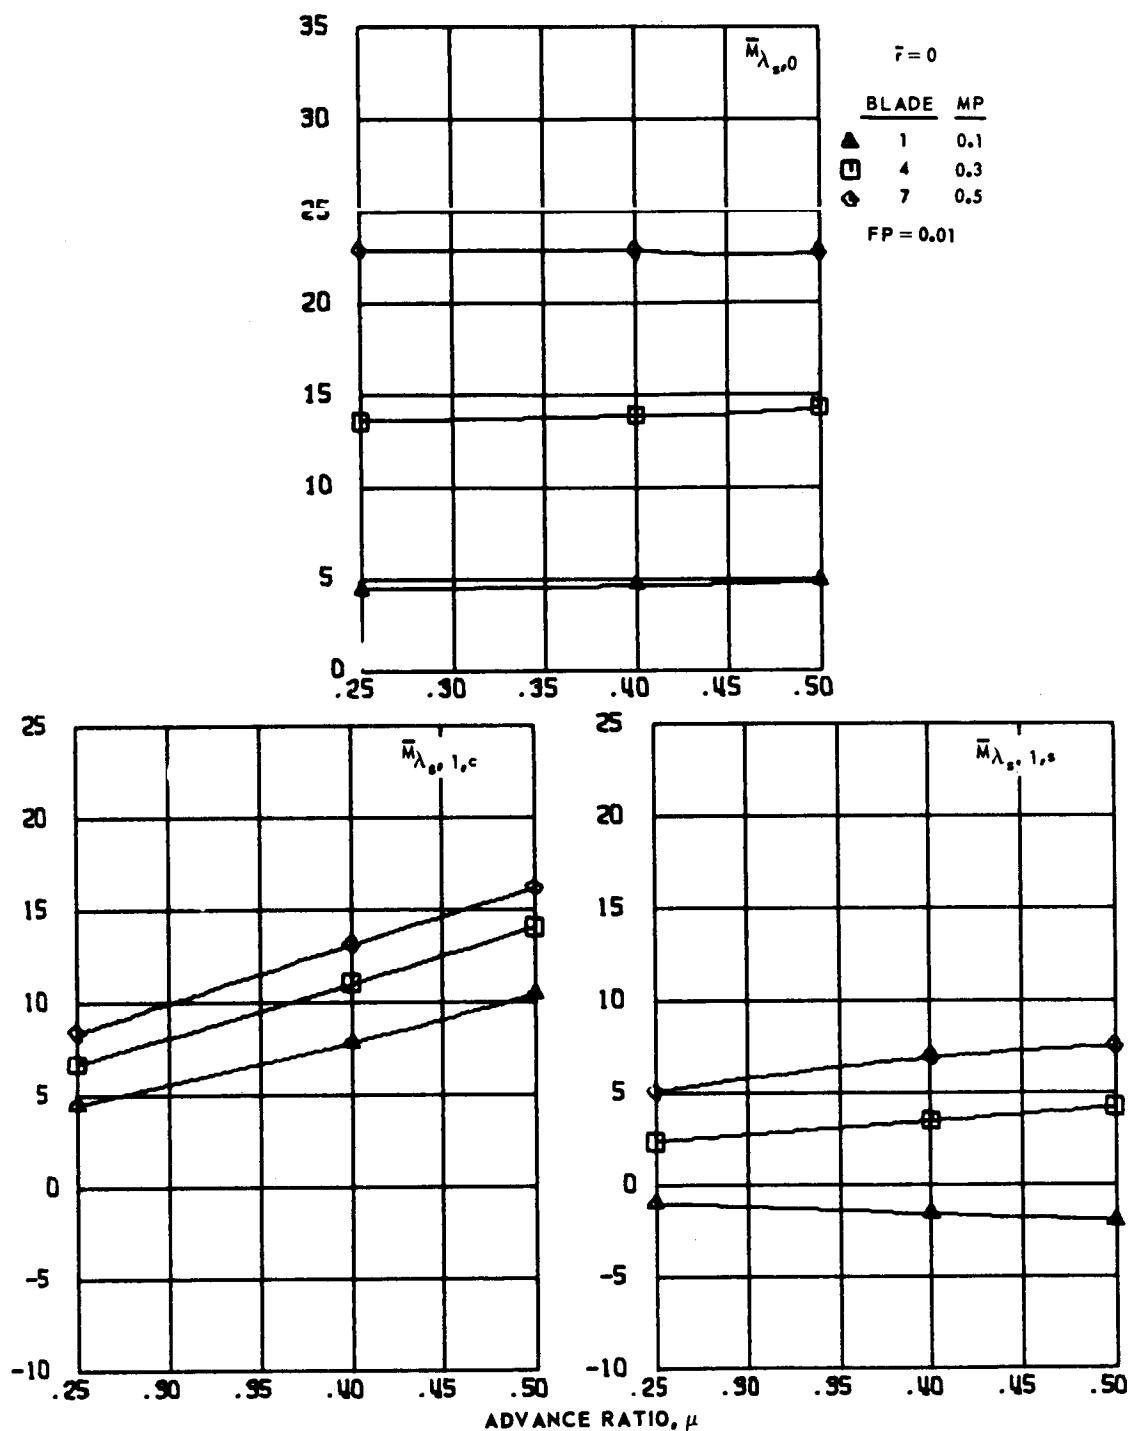 35
30
25
20
15
10
5
0
.25 .30 .35 .40 .45 .50
M̄λs,0
r̄ = 0
BLADE MP
1 0.1
4 0.3
7 0.5
FP = 0.01
25
20
15
10
5
0
-5
-10
.25 .30 .35 .40 .45 .50
M̄λs, 1,c
25
20
15
10
5
0
-5
-10
.25 .30 .35 .40 .45 .50
M̄λs, 1,s
ADVANCE RATIO, μ